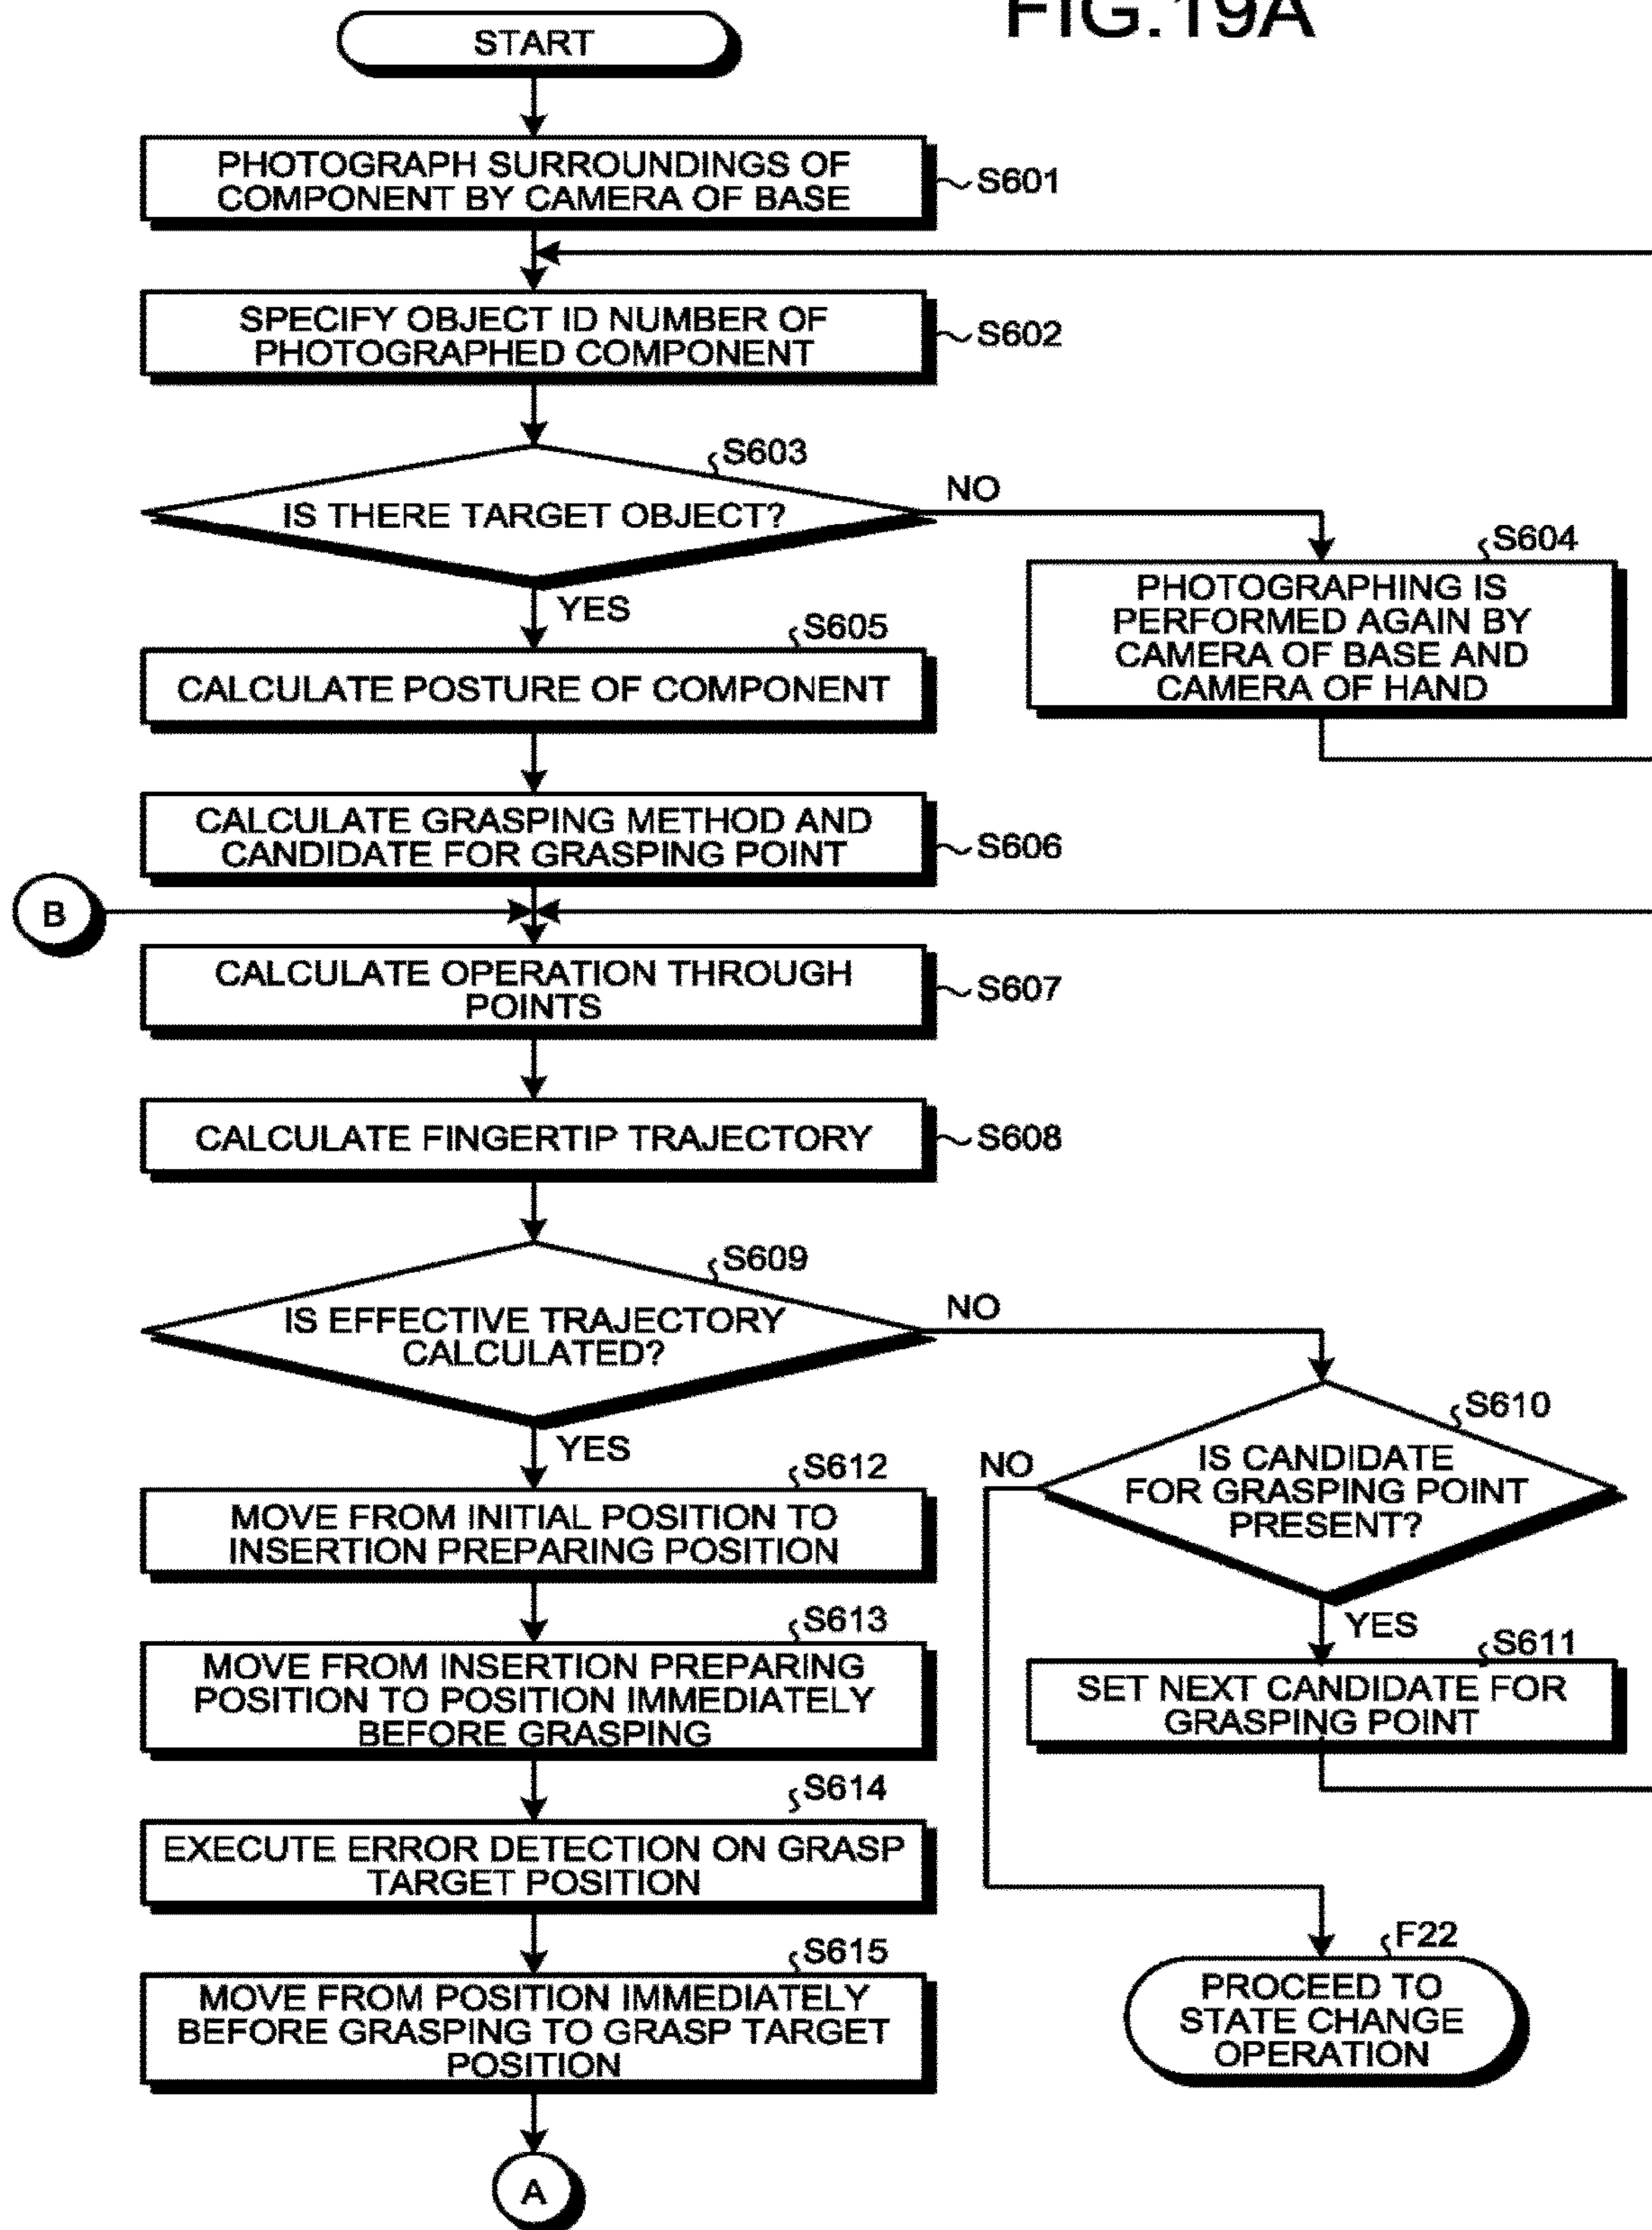 FIG.19A
START
PHOTOGRAPH SURROUNDINGS OF
COMPONENT BY CAMERA OF BASE
S601
SPECIFY OBJECT ID NUMBER OF
PHOTOGRAPHED COMPONENT
S602
S603
IS THERE TARGET OBJECT?
NO
YES
S604
PHOTOGRAPHING IS
PERFORMED AGAIN BY
CAMERA OF BASE AND
CAMERA OF HAND
S605
CALCULATE POSTURE OF COMPONENT
CALCULATE GRASPING METHOD AND
CANDIDATE FOR GRASPING POINT
S606
B
CALCULATE OPERATION THROUGH
POINTS
S607
CALCULATE FINGERTIP TRAJECTORY
S608
S609
IS EFFECTIVE TRAJECTORY
CALCULATED?
NO
YES
S610
IS CANDIDATE
FOR GRASPING POINT
PRESENT?
NO
YES
S611
SET NEXT CANDIDATE FOR
GRASPING POINT
S612
MOVE FROM INITIAL POSITION TO
INSERTION PREPARING POSITION
S613
MOVE FROM INSERTION PREPARING
POSITION TO POSITION IMMEDIATELY
BEFORE GRASPING
S614
EXECUTE ERROR DETECTION ON GRASP
TARGET POSITION
S615
MOVE FROM POSITION IMMEDIATELY
BEFORE GRASPING TO GRASP TARGET
POSITION
F22
PROCEED TO
STATE CHANGE
OPERATION
A